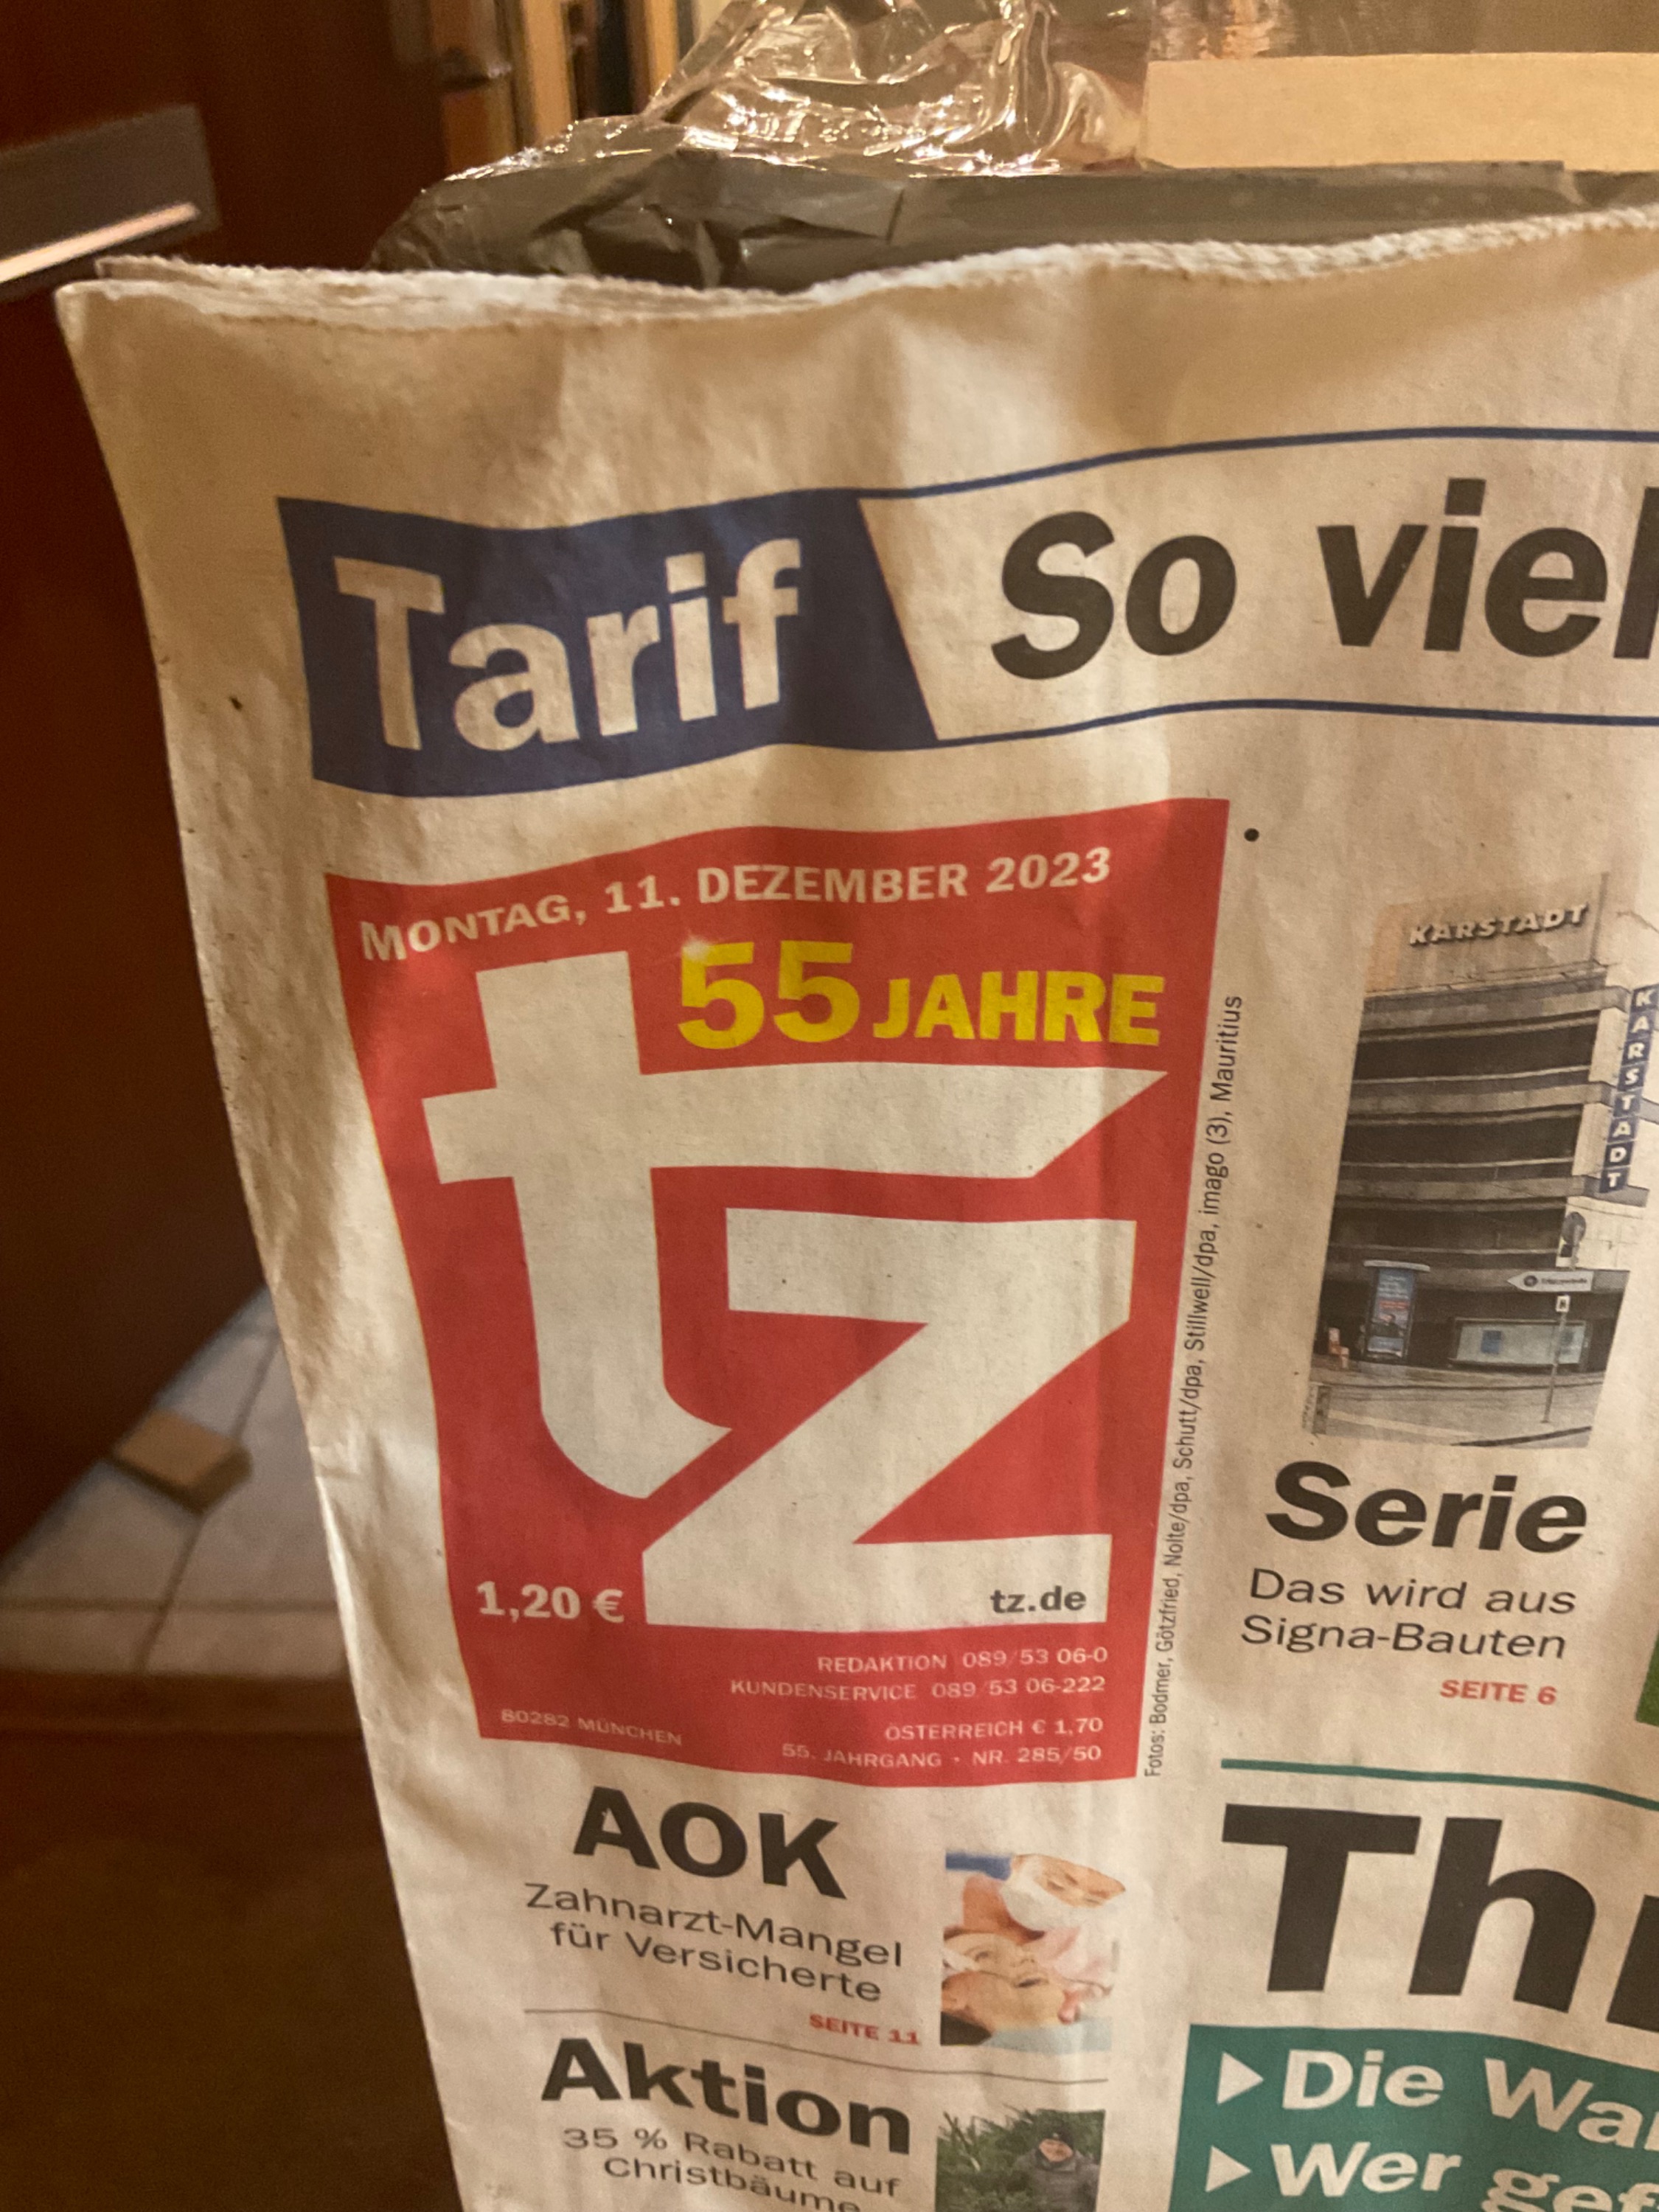 Tarif
So viel
MONTAG, 11. DEZEMBER 2023
55 JAHRE
tz
1,20 €
tz.de
REDAKTION 089/53 06-0
KUNDENSERVICE 089/53 06-222
80282 MÜNCHEN
ÖSTERREICH € 1,70
55. JAHRGANG · NR. 285/50
Fotos: Bodmer, Götzfried, Nolte/dpa, Schutt/dpa, Stillwell/dpa, imago (3), Mauritius
KARSTADT
KARSTADT
Serie
Das wird aus
Signa-Bauten
SEITE 6
AOK
Zahnarzt-Mangel
für Versicherte
SEITE 11
Aktion
35 % Rabatt auf
Christbäume
Die
Wer